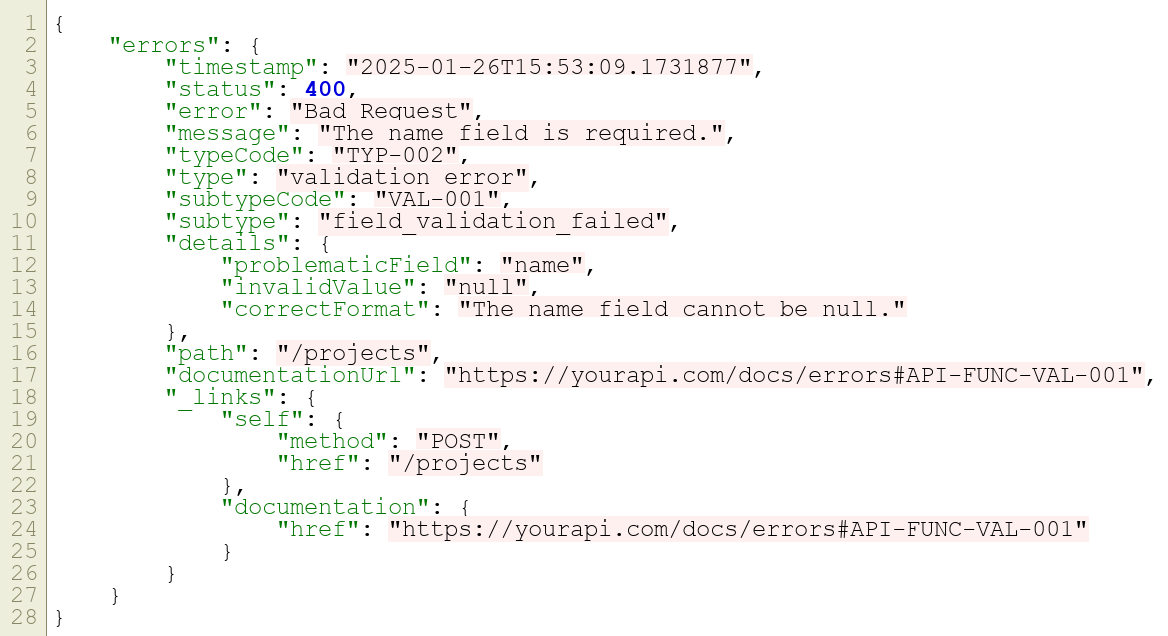 1 {
2     "errors": {
3         "timestamp": "2025-01-26T15:53:09.1731877",
4         "status": 400,
5         "error": "Bad Request",
6         "message": "The name field is required.",
7         "typeCode": "TYP-002",
8         "type": "validation error",
9         "subtypeCode": "VAL-001",
10         "subtype": "field_validation_failed",
11         "details": {
12             "problematicField": "name",
13             "invalidValue": "null",
14             "correctFormat": "The name field cannot be null."
15         },
16         "path": "/projects",
17         "documentationUrl": "https://yourapi.com/docs/errors#API-FUNC-VAL-001",
18         "_links": {
19             "self": {
20                 "method": "POST",
21                 "href": "/projects"
22             },
23             "documentation": {
24                 "href": "https://yourapi.com/docs/errors#API-FUNC-VAL-001"
25             }
26         }
27     }
28 }